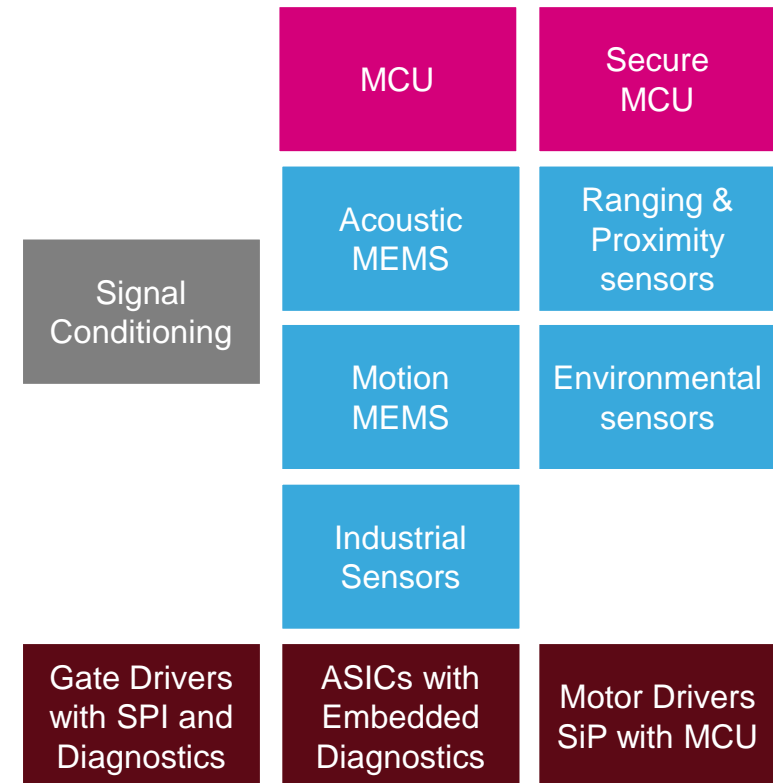 MCU
Secure
MCU
Acoustic
MEMS
Ranging &
Proximity
sensors
Signal
Conditioning
Motion
MEMS
Environmental
sensors
Industrial
Sensors
Gate Drivers
with SPI and
Diagnostics
ASICs with
Embedded
Diagnostics
Motor Drivers
SiP with MCU